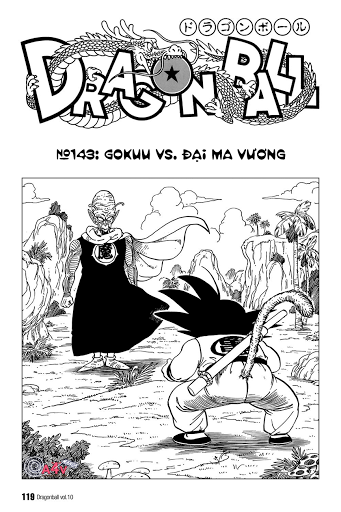 ドラゴンボール
DRAGON BALL
№143: GOKUU VS. ĐẠI MA VƯƠNG
119 Dragonball vol.10